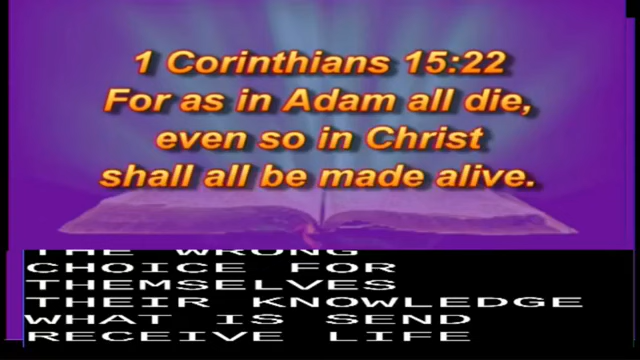 1 Corinthians 15:22
For as in Adam all die,
even so in Christ
shall all be made alive.
THE WRONG
CHOICE FOR
THEMSELVES
THEIR KNOWLEDGE
WHAT IS SEND
RECEIVE LIFE